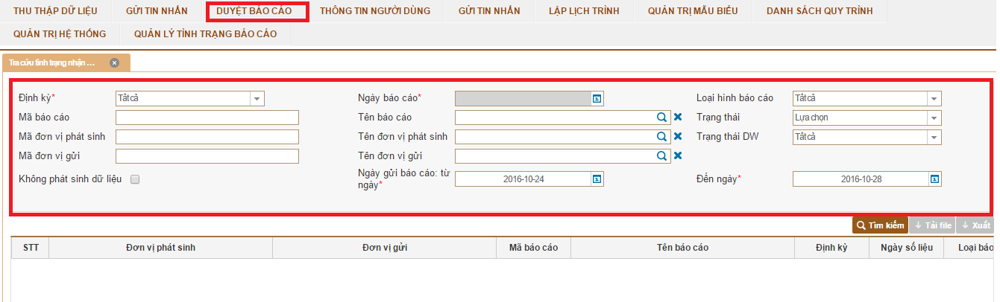 THU THẬP DỮ LIỆU GỬI TIN NHẮN DUYỆT BÁO CÁO THÔNG TIN NGƯỜI DÙNG GỬI TIN NHẮN LẬP LỊCH TRÌNH QUẢN TRỊ MẪU BIỂU DANH SÁCH QUY TRÌNH
QUẢN TRỊ HỆ THỐNG QUẢN LÝ TÌNH TRẠNG BÁO CÁO
Tra cứu tình trạng nhận ...
Định kỳ* Tất cả Ngày báo cáo* Loại hình báo cáo Tất cả
Mã báo cáo Tên báo cáo Trạng thái Lựa chọn
Mã đơn vị phát sinh Tên đơn vị phát sinh Trạng thái DW Tất cả
Mã đơn vị gửi Tên đơn vị gửi
Không phát sinh dữ liệu Ngày gửi báo cáo: từ ngày* 2016-10-24 Đến ngày* 2016-10-28
Tìm kiếm Tải file Xuất
STT Đơn vị phát sinh Đơn vị gửi Mã báo cáo Tên báo cáo Định kỳ Ngày số liệu Loại báo